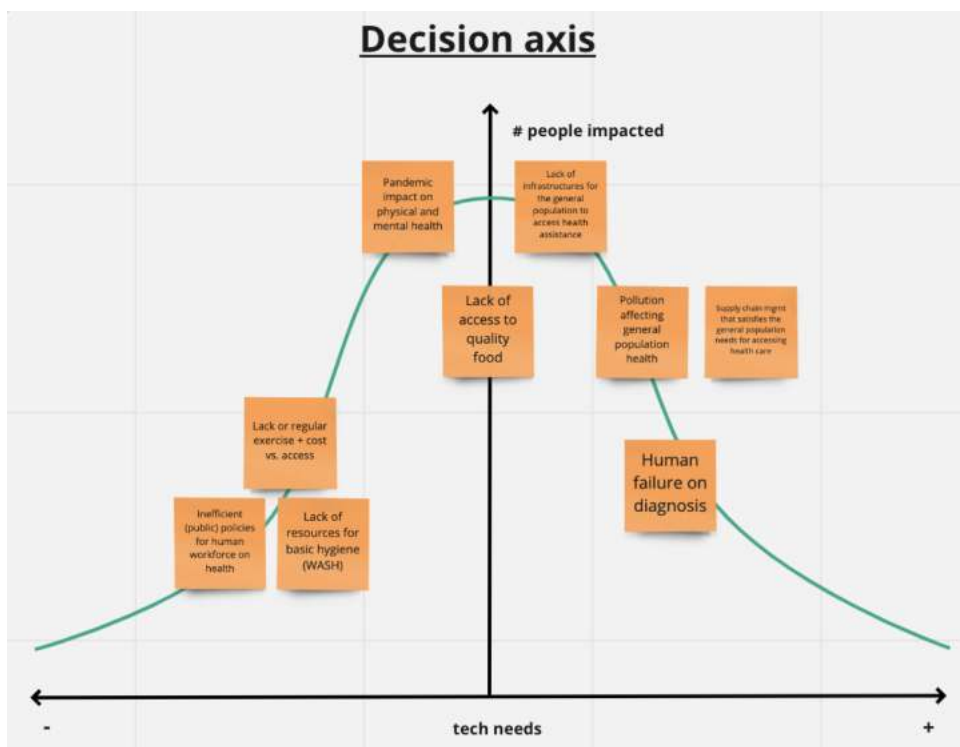 Decision axis
# people impacted
Pandemic
impact on
physical and
mental health
Lack of
infrastructures for
the general
population to
access health
assistance
Lack of
access to
quality
food
Pollution
affecting
general
population
health
Supply chain mgmt
that satisfies the
general population
needs for accessing
health care
Lack or regular
exercise + cost
vs. access
Human
failure on
diagnosis
Inefficient
(public) policies
for human
workforce on
health
Lack of
resources for
basic hygiene
(WASH)
-
tech needs
+